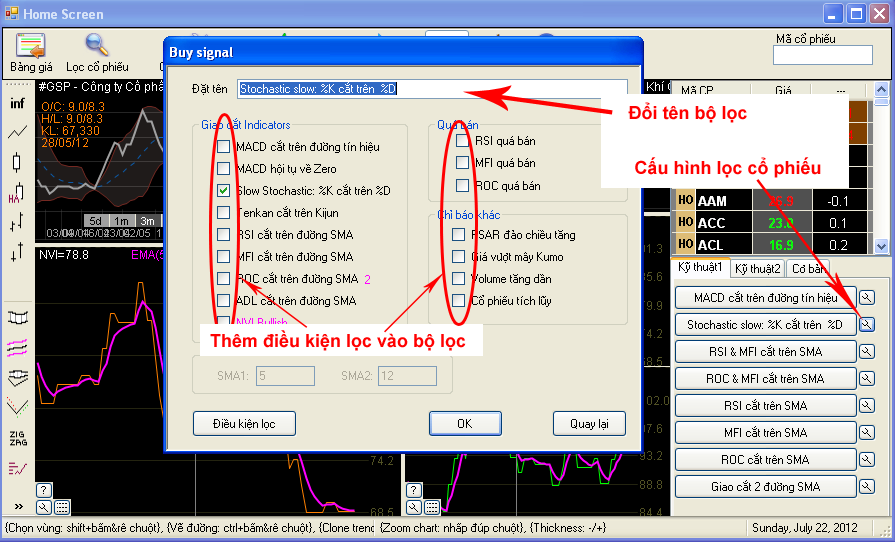 Home Screen
Bảng giá
Lọc cổ phiếu
Mã cổ phiếu
Buy signal
Đặt tên
Stochastic slow: %K cắt trên %D
Đổi tên bộ lọc
Cấu hình lọc cổ phiếu
Giao cắt Indicators
MACD cắt trên đường tín hiệu
MACD hội tụ về Zero
Slow Stochastic: %K cắt trên %D
Tenkan cắt trên Kijun
RSI cắt trên đường SMA
MFI cắt trên đường SMA
ROC cắt trên đường SMA 2
ADL cắt trên đường SMA
NVI Bullish
Quá bán
RSI quá bán
MFI quá bán
ROC quá bán
Chỉ báo khác
PSAR đảo chiều tăng
Giá vượt mây Kumo
Volume tăng dần
Cổ phiếu tích lũy
Thêm điều kiện lọc vào bộ lọc
SMA1: 5
SMA2: 12
Điều kiện lọc
OK
Quay lại
#GSP - Công ty Cổ phầ
O/C: 9.0/8.3
H/L: 9.0/8.3
KL: 67,330
28/05/12
5d 1m 3m
NVI=78.8
EMA(5
inf
HA
ZIG
ZAG
»
Khí C
Mã CP Giá ...
HO AAM -0.1
HO ACC 23.0 0.1
HO ACL 16.9 0.2
Kỹ thuật1 Kỹ thuật2 Cơ bản
MACD cắt trên đường tín hiệu
Stochastic slow: %K cắt trên %D
RSI & MFI cắt trên SMA
ROC & MFI cắt trên SMA
RSI cắt trên SMA
MFI cắt trên SMA
ROC cắt trên SMA
Giao cắt 2 đường SMA
74.2
68.5
88.8
84.4
?
?
{Chọn vùng: shift+bấm&rê chuột}, {Vẽ đường: ctrl+bấm&rê chuột}, {Clone trend
{Zoom chart: nhấp đúp chuột}, {Thickness: -/+}
Sunday, July 22, 2012